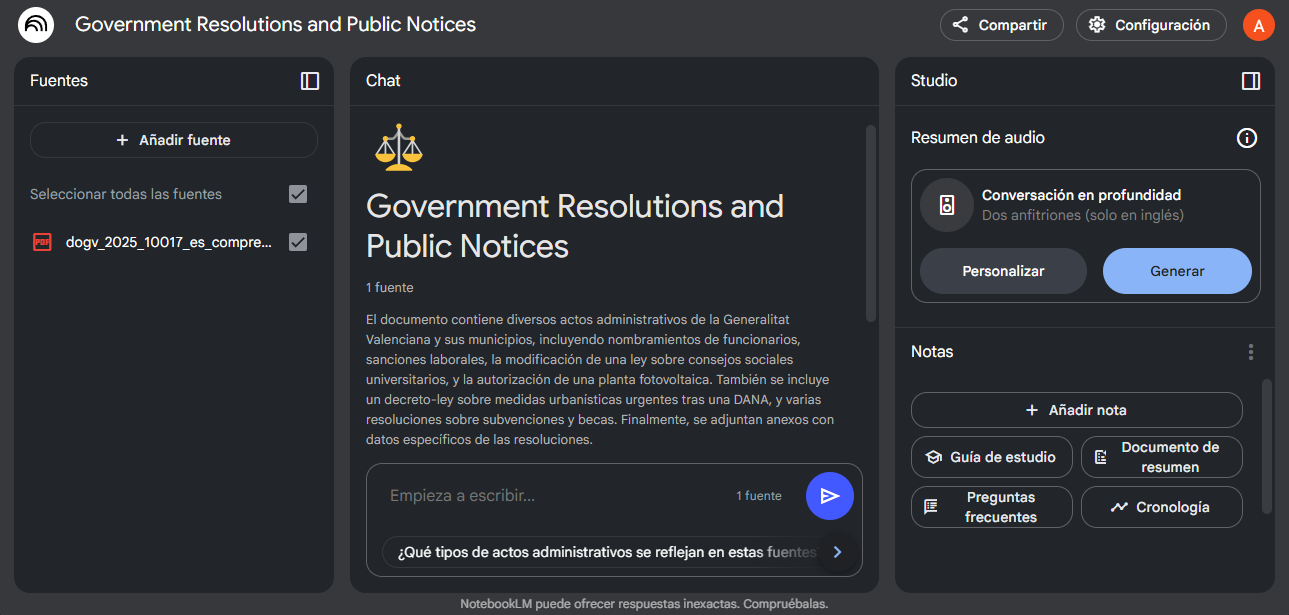 Government Resolutions and Public Notices
Compartir
Configuración
A
Fuentes
Añadir fuente
Seleccionar todas las fuentes
PDF
dogv_2025_10017_es_compre...
Chat
Government Resolutions and
Public Notices
1 fuente
El documento contiene diversos actos administrativos de la Generalitat
Valenciana y sus municipios, incluyendo nombramientos de funcionarios,
sanciones laborales, la modificación de una ley sobre consejos sociales
universitarios, y la autorización de una planta fotovoltaica. También se incluye
un decreto-ley sobre medidas urbanísticas urgentes tras una DANA, y varias
resoluciones sobre subvenciones y becas. Finalmente, se adjuntan anexos con
datos específicos de las resoluciones.
Empieza a escribir...
1 fuente
¿Qué tipos de actos administrativos se reflejan en estas fuentes
NotebookLM puede ofrecer respuestas inexactas. Compruébalas.
Studio
Resumen de audio
Conversación en profundidad
Dos anfitriones (solo en inglés)
Personalizar
Generar
Notas
Añadir nota
Guía de estudio
Documento de
resumen
Preguntas
frecuentes
Cronología